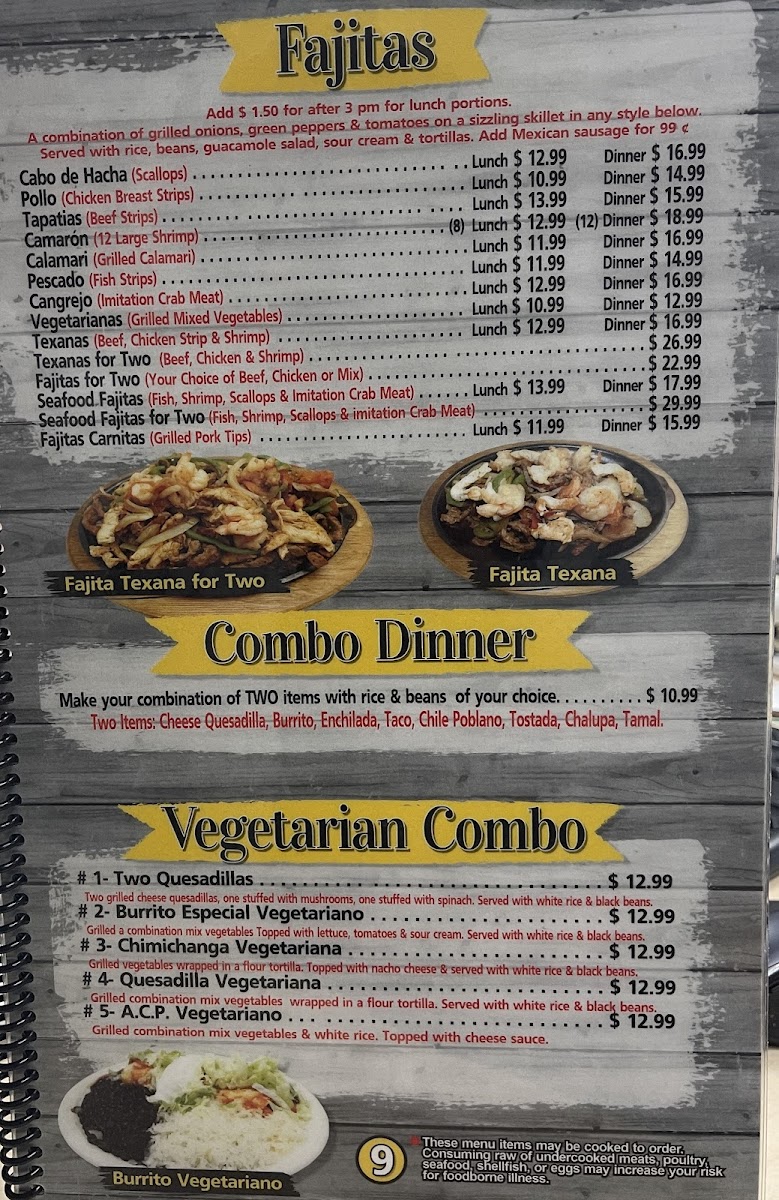 Fajitas
Add $ 1.50 for after 3 pm for lunch portions.
A combination of grilled onions, green peppers & tomatoes on a sizzling skillet in any style below.
Served with rice, beans, guacamole salad, sour cream & tortillas. Add Mexican sausage for 99 ¢
Cabo de Hacha (Scallops) . . . . . . . . . . Lunch $ 12.99 Dinner $ 16.99
Pollo (Chicken Breast Strips) . . . . . . . . . . Lunch $ 10.99 Dinner $ 14.99
Tapatias (Beef Strips) . . . . . . . . . . Lunch $ 13.99 Dinner $ 15.99
Camarón (12 Large Shrimp) . . . . . . . . . . (8) Lunch $ 12.99 (12) Dinner $ 18.99
Calamari (Grilled Calamari) . . . . . . . . . . Lunch $ 11.99 Dinner $ 16.99
Pescado (Fish Strips) . . . . . . . . . . Lunch $ 11.99 Dinner $ 14.99
Cangrejo (Imitation Crab Meat) . . . . . . . . . . Lunch $ 12.99 Dinner $ 16.99
Vegetarianas (Grilled Mixed Vegetables) . . . . . . . . . . Lunch $ 10.99 Dinner $ 12.99
Texanas (Beef, Chicken Strip & Shrimp) . . . . . . . . . . Lunch $ 12.99 Dinner $ 16.99
Texanas for Two (Beef, Chicken & Shrimp) . . . . . . . . . . $ 26.99
Fajitas for Two (Your Choice of Beef, Chicken or Mix) . . . . . . . . . . $ 22.99
Seafood Fajitas (Fish, Shrimp, Scallops & Imitation Crab Meat) . . . . . . Lunch $ 13.99 Dinner $ 17.99
Seafood Fajitas for Two (Fish, Shrimp, Scallops & imitation Crab Meat) . . . . . . . . . . $ 29.99
Fajitas Carnitas (Grilled Pork Tips) . . . . . . . . . . Lunch $ 11.99 Dinner $ 15.99
Fajita Texana for Two
Fajita Texana
Combo Dinner
Make your combination of TWO items with rice & beans of your choice. . . . . . . . . . $ 10.99
Two Items: Cheese Quesadilla, Burrito, Enchilada, Taco, Chile Poblano, Tostada, Chalupa, Tamal.
Vegetarian Combo
# 1- Two Quesadillas . . . . . . . . . . $ 12.99
Two grilled cheese quesadillas, one stuffed with mushrooms, one stuffed with spinach. Served with white rice & black beans.
# 2- Burrito Especial Vegetariano . . . . . . . . . . $ 12.99
Grilled a combination mix vegetables Topped with lettuce, tomatoes & sour cream. Served with white rice & black beans.
# 3- Chimichanga Vegetariana . . . . . . . . . . $ 12.99
Grilled vegetables wrapped in a flour tortilla. Topped with nacho cheese & served with white rice & black beans.
# 4- Quesadilla Vegetariana . . . . . . . . . . $ 12.99
Grilled combination mix vegetables wrapped in a flour tortilla. Served with white rice & black beans.
# 5- A.C.P. Vegetariano . . . . . . . . . . $ 12.99
Grilled combination mix vegetables & white rice. Topped with cheese sauce.
Burrito Vegetariano
9
*These menu items may be cooked to order.
Consuming raw of undercooked meats, poultry,
seafood, shellfish, or eggs may increase your risk
for foodborne illness.